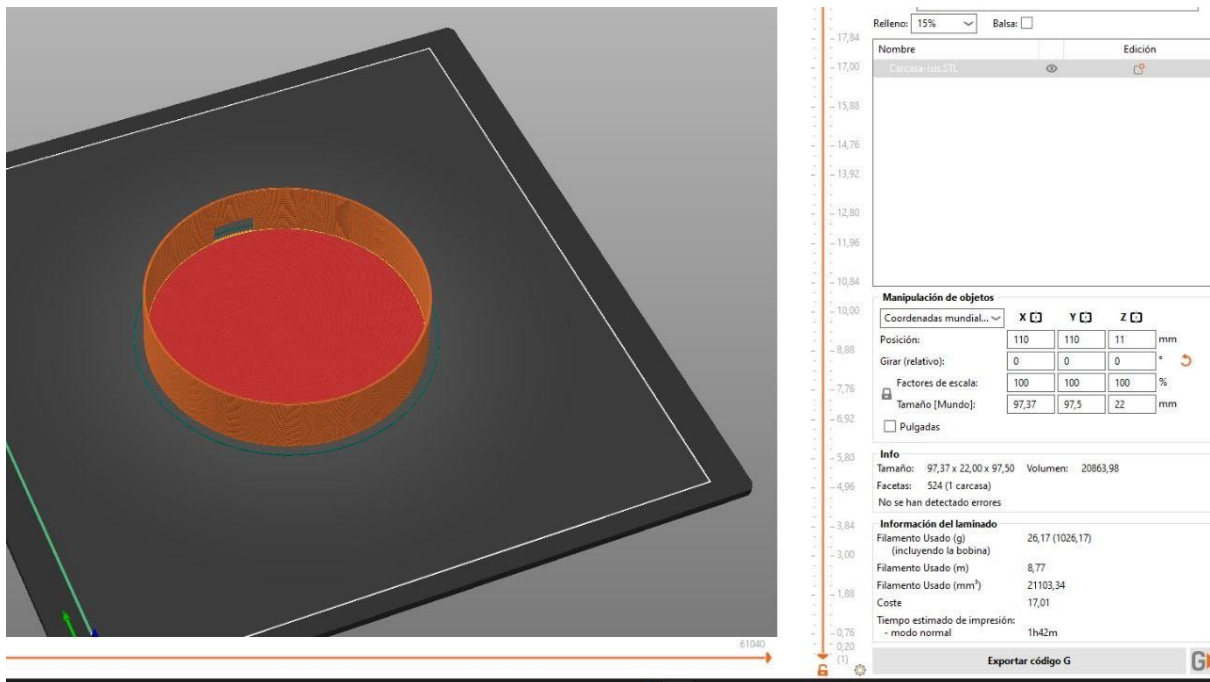 Relleno: 15% Balsa:
17,84
Nombre Edición
17,00
Carcasa-Isis.STL
15,88
14,76
13,92
12,80
11,96
10,84
Manipulación de objetos
10,00
Coordenadas mundial... X Y Z
Posición: 110 110 11 mm
8,88
Girar (relativo): 0 0 0 °
7,76
Factores de escala: 100 100 100 %
Tamaño [Mundo]: 97,37 97,5 22 mm
6,92
Pulgadas
5,80
Info
Tamaño: 97,37 x 22,00 x 97,50 Volumen: 20863,98
4,96
Facetas: 524 (1 carcasa)
No se han detectado errores
3,84
Información del laminado
Filamento Usado (g) 26,17 (1026,17)
(incluyendo la bobina)
3,00
Filamento Usado (m) 8,77
Filamento Usado (mm³) 21103,34
1,88
Coste 17,01
Tiempo estimado de impresión:
- modo normal 1h42m
0,76
61040
0,20
(1)
Exportar código G
G